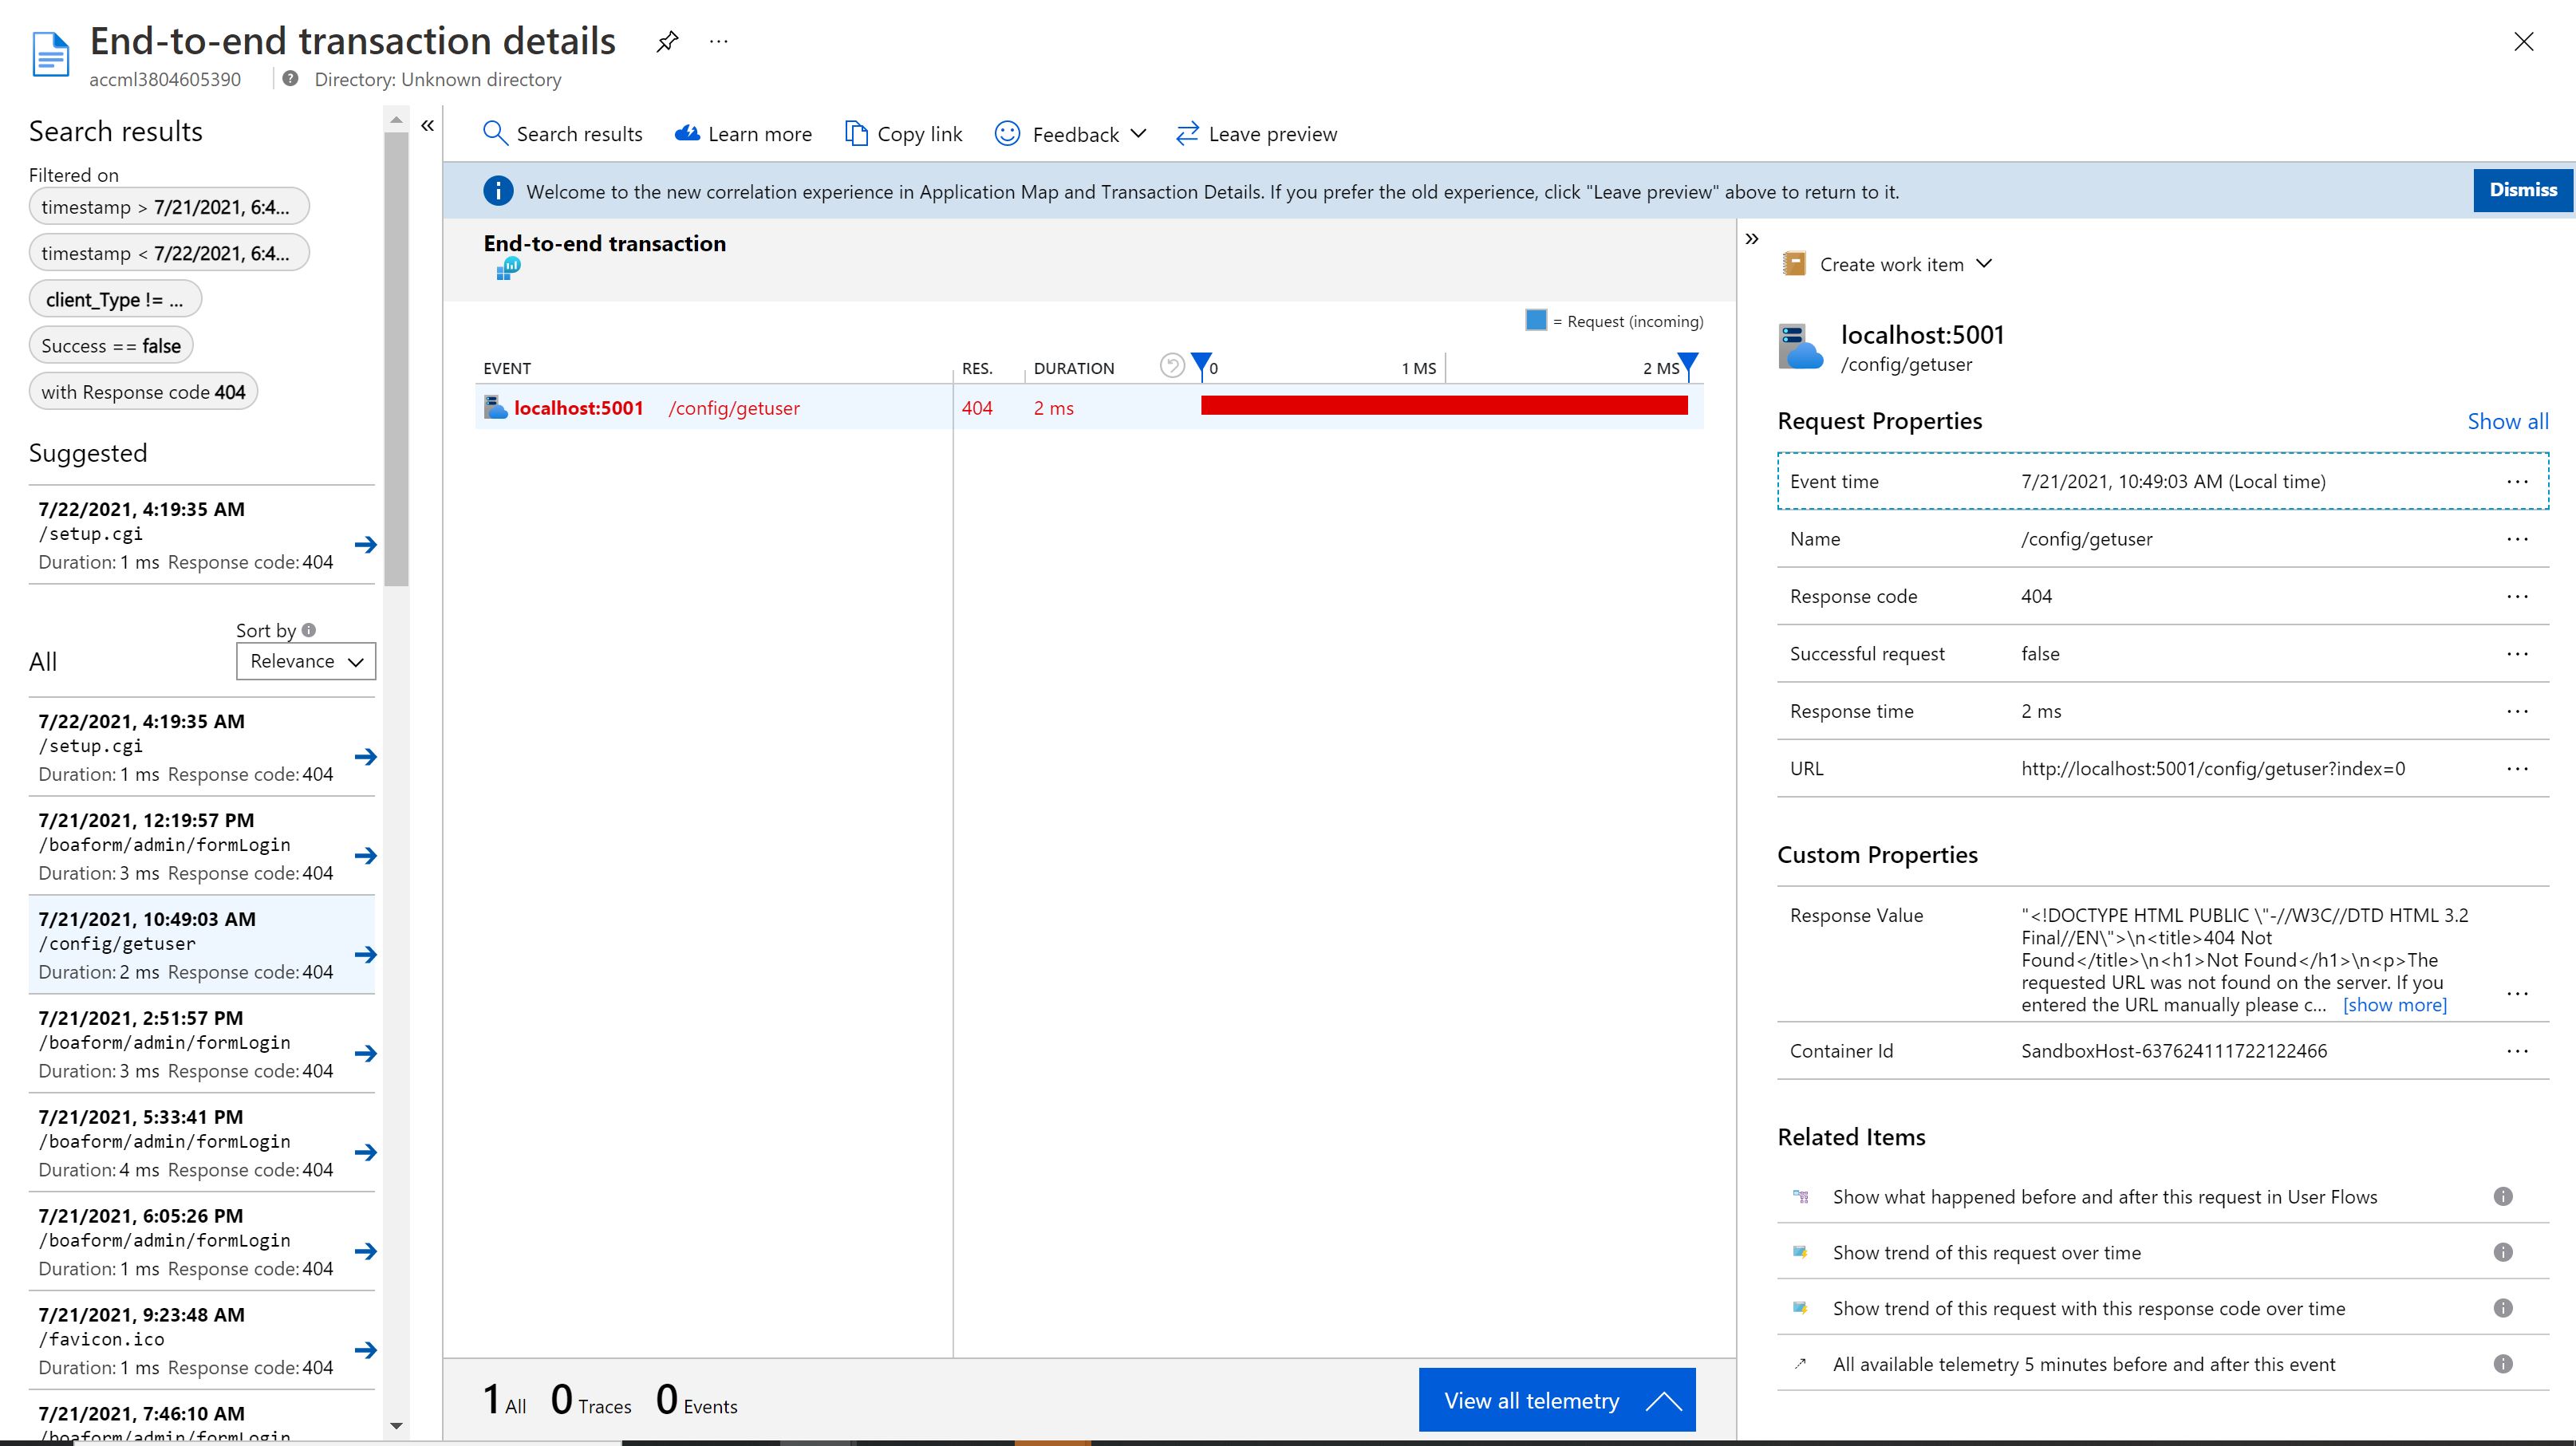 End-to-end transaction details
accml3804605390
Directory: Unknown directory
Search results
Filtered on
timestamp > 7/21/2021, 6:4...
timestamp < 7/22/2021, 6:4...
client_Type != ...
Success == false
with Response code 404
Suggested
7/22/2021, 4:19:35 AM
/setup.cgi
Duration: 1 ms Response code: 404
Sort by
All
Relevance
7/22/2021, 4:19:35 AM
/setup.cgi
Duration: 1 ms Response code: 404
7/21/2021, 12:19:57 PM
/boaform/admin/formLogin
Duration: 3 ms Response code: 404
7/21/2021, 10:49:03 AM
/config/getuser
Duration: 2 ms Response code: 404
7/21/2021, 2:51:57 PM
/boaform/admin/formLogin
Duration: 3 ms Response code: 404
7/21/2021, 5:33:41 PM
/boaform/admin/formLogin
Duration: 4 ms Response code: 404
7/21/2021, 6:05:26 PM
/boaform/admin/formLogin
Duration: 1 ms Response code: 404
7/21/2021, 9:23:48 AM
/favicon.ico
Duration: 1 ms Response code: 404
7/21/2021, 7:46:10 AM
/boaform/admin/formLogin
Search results Learn more Copy link Feedback Leave preview
Welcome to the new correlation experience in Application Map and Transaction Details. If you prefer the old experience, click "Leave preview" above to return to it.
Dismiss
End-to-end transaction
= Request (incoming)
EVENT RES. DURATION 0 1 MS 2 MS
localhost:5001 /config/getuser 404 2 ms
1 All 0 Traces 0 Events
View all telemetry
Create work item
localhost:5001
/config/getuser
Request Properties Show all
Event time 7/21/2021, 10:49:03 AM (Local time) ...
Name /config/getuser ...
Response code 404 ...
Successful request false ...
Response time 2 ms ...
URL http://localhost:5001/config/getuser?index=0 ...
Custom Properties
Response Value "<!DOCTYPE HTML PUBLIC \"-//W3C//DTD HTML 3.2
Final//EN\">\n<title>404 Not
Found</title>\n<h1>Not Found</h1>\n<p>The
requested URL was not found on the server. If you
entered the URL manually please c... [show more] ...
Container Id SandboxHost-637624111722122466 ...
Related Items
Show what happened before and after this request in User Flows
Show trend of this request over time
Show trend of this request with this response code over time
All available telemetry 5 minutes before and after this event